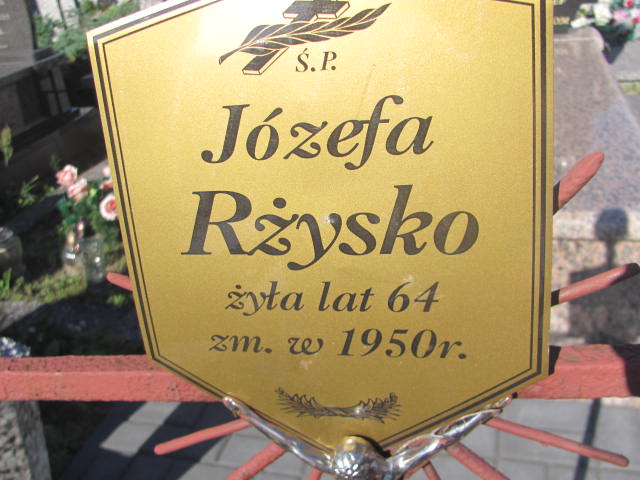 Ś.P.
Józefa
Rżysko
żyła lat 64
zm. w 1950r.